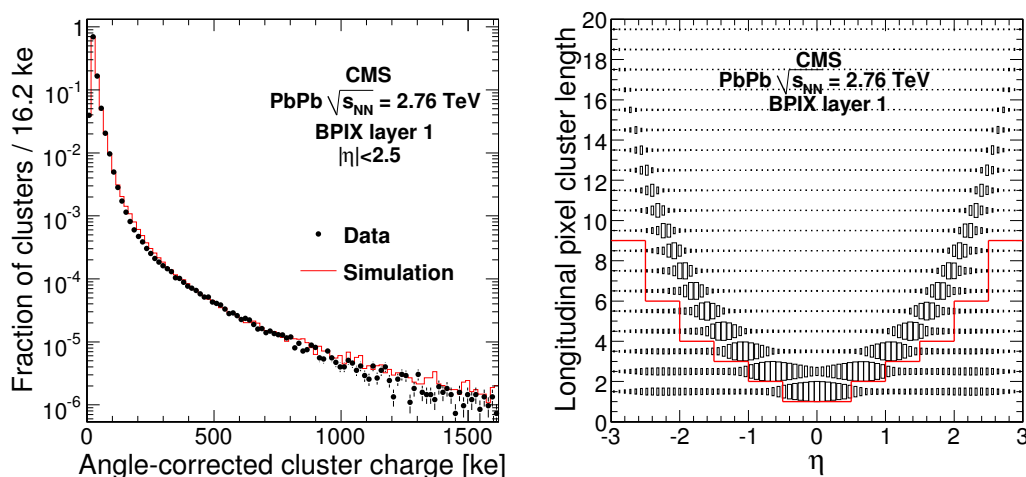 Fraction of clusters / 16.2 ke
1
10^-1
10^-2
10^-3
10^-4
10^-5
10^-6
CMS
PbPb √s_NN = 2.76 TeV
BPIX layer 1
|η|<2.5
Data
Simulation
0 500 1000 1500
Angle-corrected cluster charge [ke]
Longitudinal pixel cluster length
20
18
16
14
12
10
8
6
4
2
0
CMS
PbPb √s_NN = 2.76 TeV
BPIX layer 1
-3 -2 -1 0 1 2 3
η